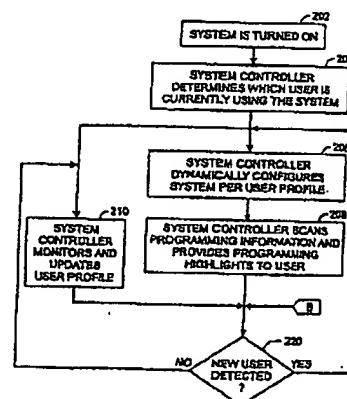 202
SYSTEM IS TURNED ON
20
SYSTEM CONTROLLER
DETERMINES WHICH USER IS
CURRENTLY USING THE SYSTEM
20
SYSTEM CONTROLLER
DYNAMICALLY CONFIGURES
SYSTEM PER USER PROFILE.
210
SYSTEM
CONTROLLER
MONITORS AND
UPDATES
USER PROFILE
208
SYSTEM CONTROLLER SCANS
PROGRAMMING INFORMATION AND
PROVIDES PROGRAMMING
HIGHLIGHTS TO USER
B
220
NO
NEW USER
DETECTED
?
YES